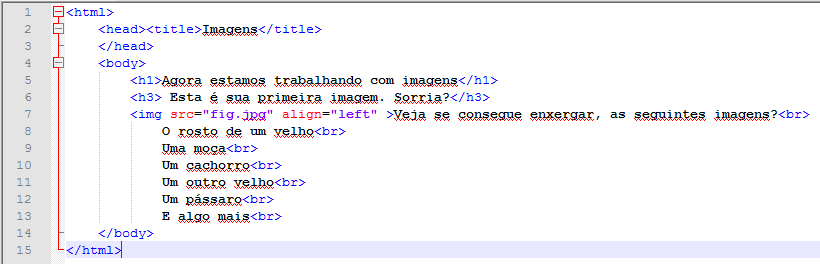 1 <html>
2 <head><title>Imagens</title>
3 </head>
4 <body>
5 <h1>Agora estamos trabalhando com imagens</h1>
6 <h3> Esta é sua primeira imagem. Sorria?</h3>
7 <img src="fig.jpg" align="left" >Veja se consegue enxergar, as seguintes imagens?<br>
8 O rosto de um velho<br>
9 Uma moça<br>
10 Um cachorro<br>
11 Um outro velho<br>
12 Um pássaro<br>
13 E algo mais<br>
14 </body>
15 </html>